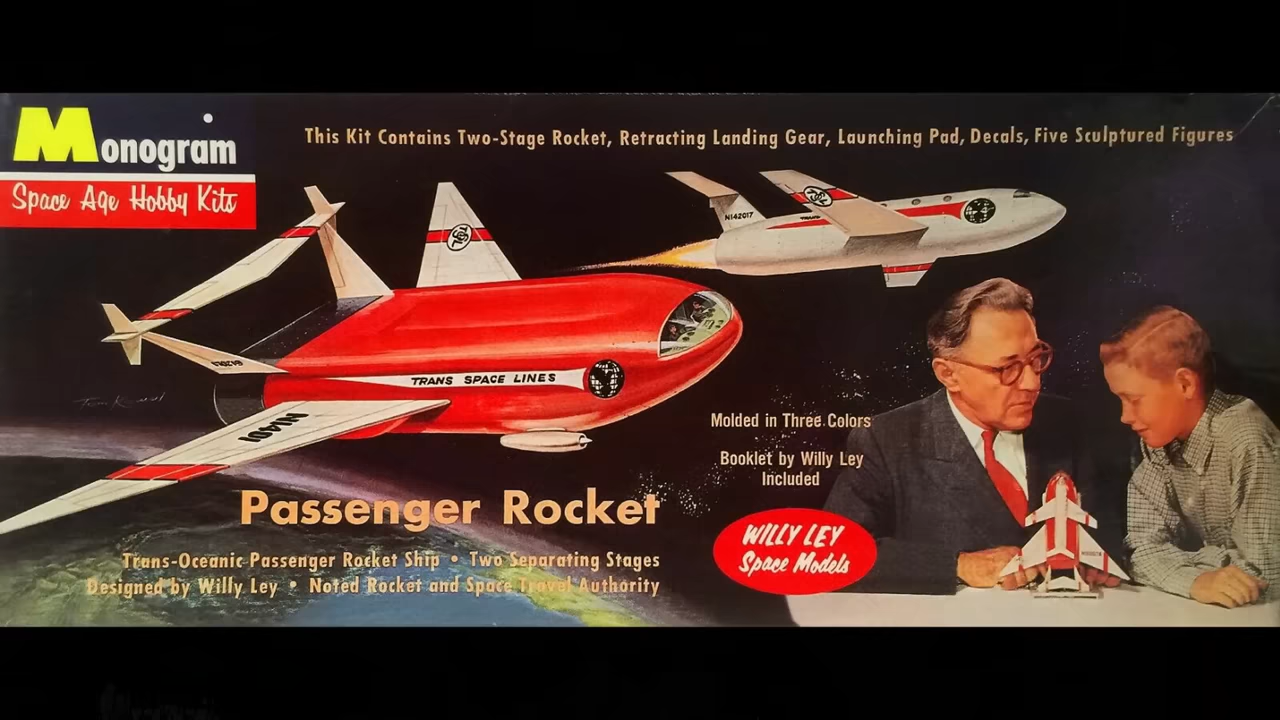 Monogram
Space Age Hobby Kits
This Kit Contains Two-Stage Rocket, Retracting Landing Gear, Launching Pad, Decals, Five Sculptured Figures
N142017
TRANS
TSL
TRANS SPACE LINES
N1401
Molded in Three Colors
Booklet by Willy Ley
Included
Passenger Rocket
WILLY LEY
Space Models
Trans-Oceanic Passenger Rocket Ship • Two Separating Stages
Designed by Willy Ley • Noted Rocket and Space Travel Authority